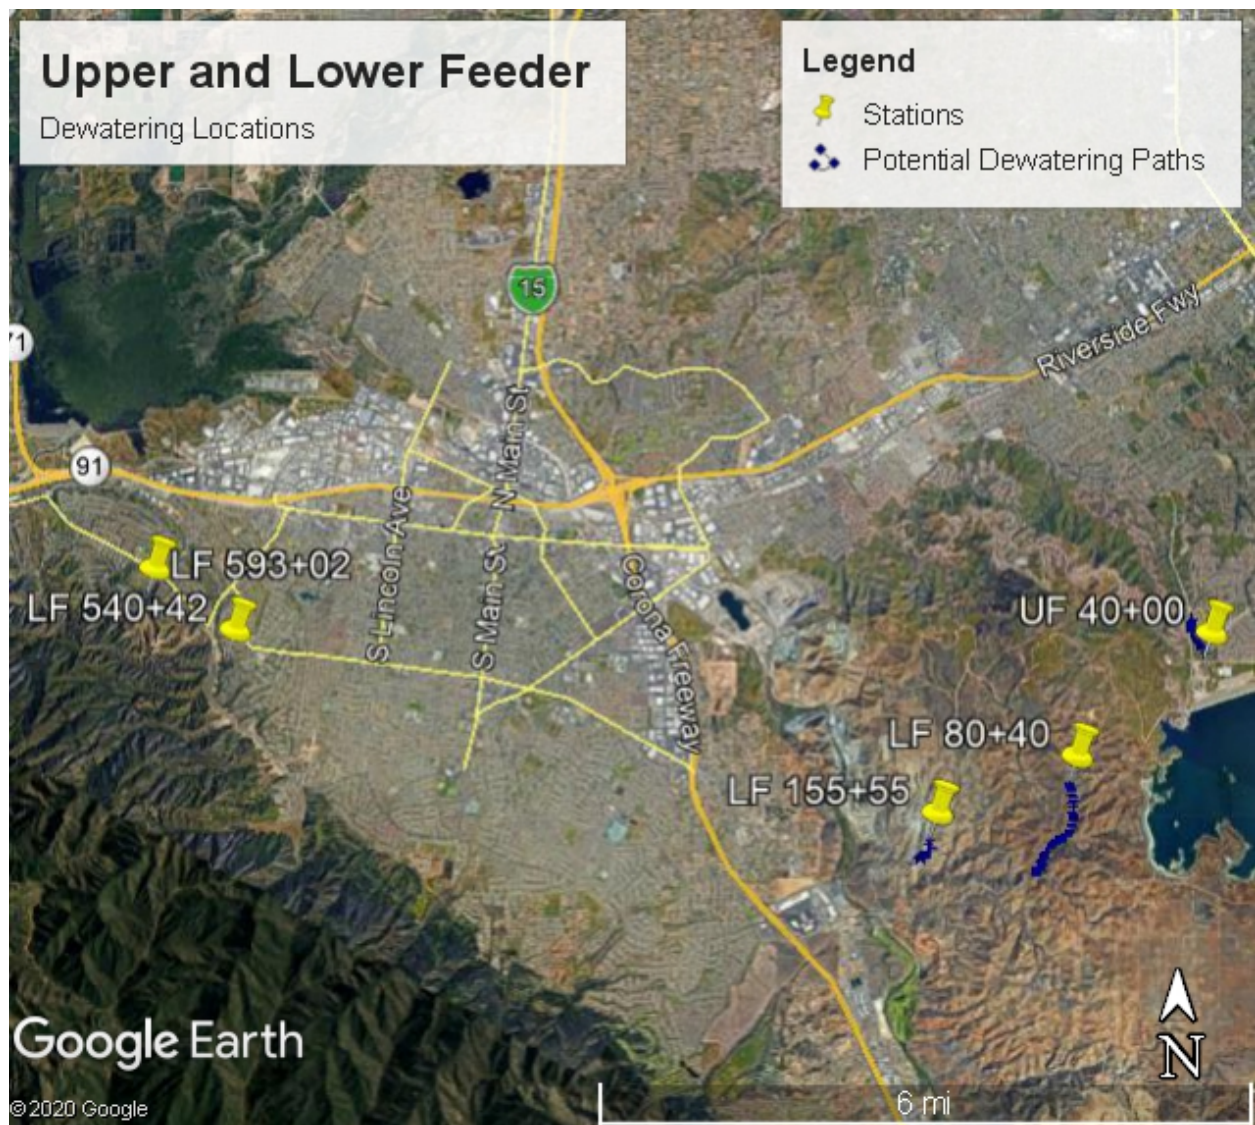 Upper and Lower Feeder
Dewatering Locations
Legend
Stations
Potential Dewatering Paths
15
Riverside Fwy
71
91
N Main St
S Lincoln Ave
S Main St
Corona Freeway
LF 593+02
LF 540+42
UF 40+00
LF 80+40
LF 155+55
N
Google Earth
©2020 Google
6 mi